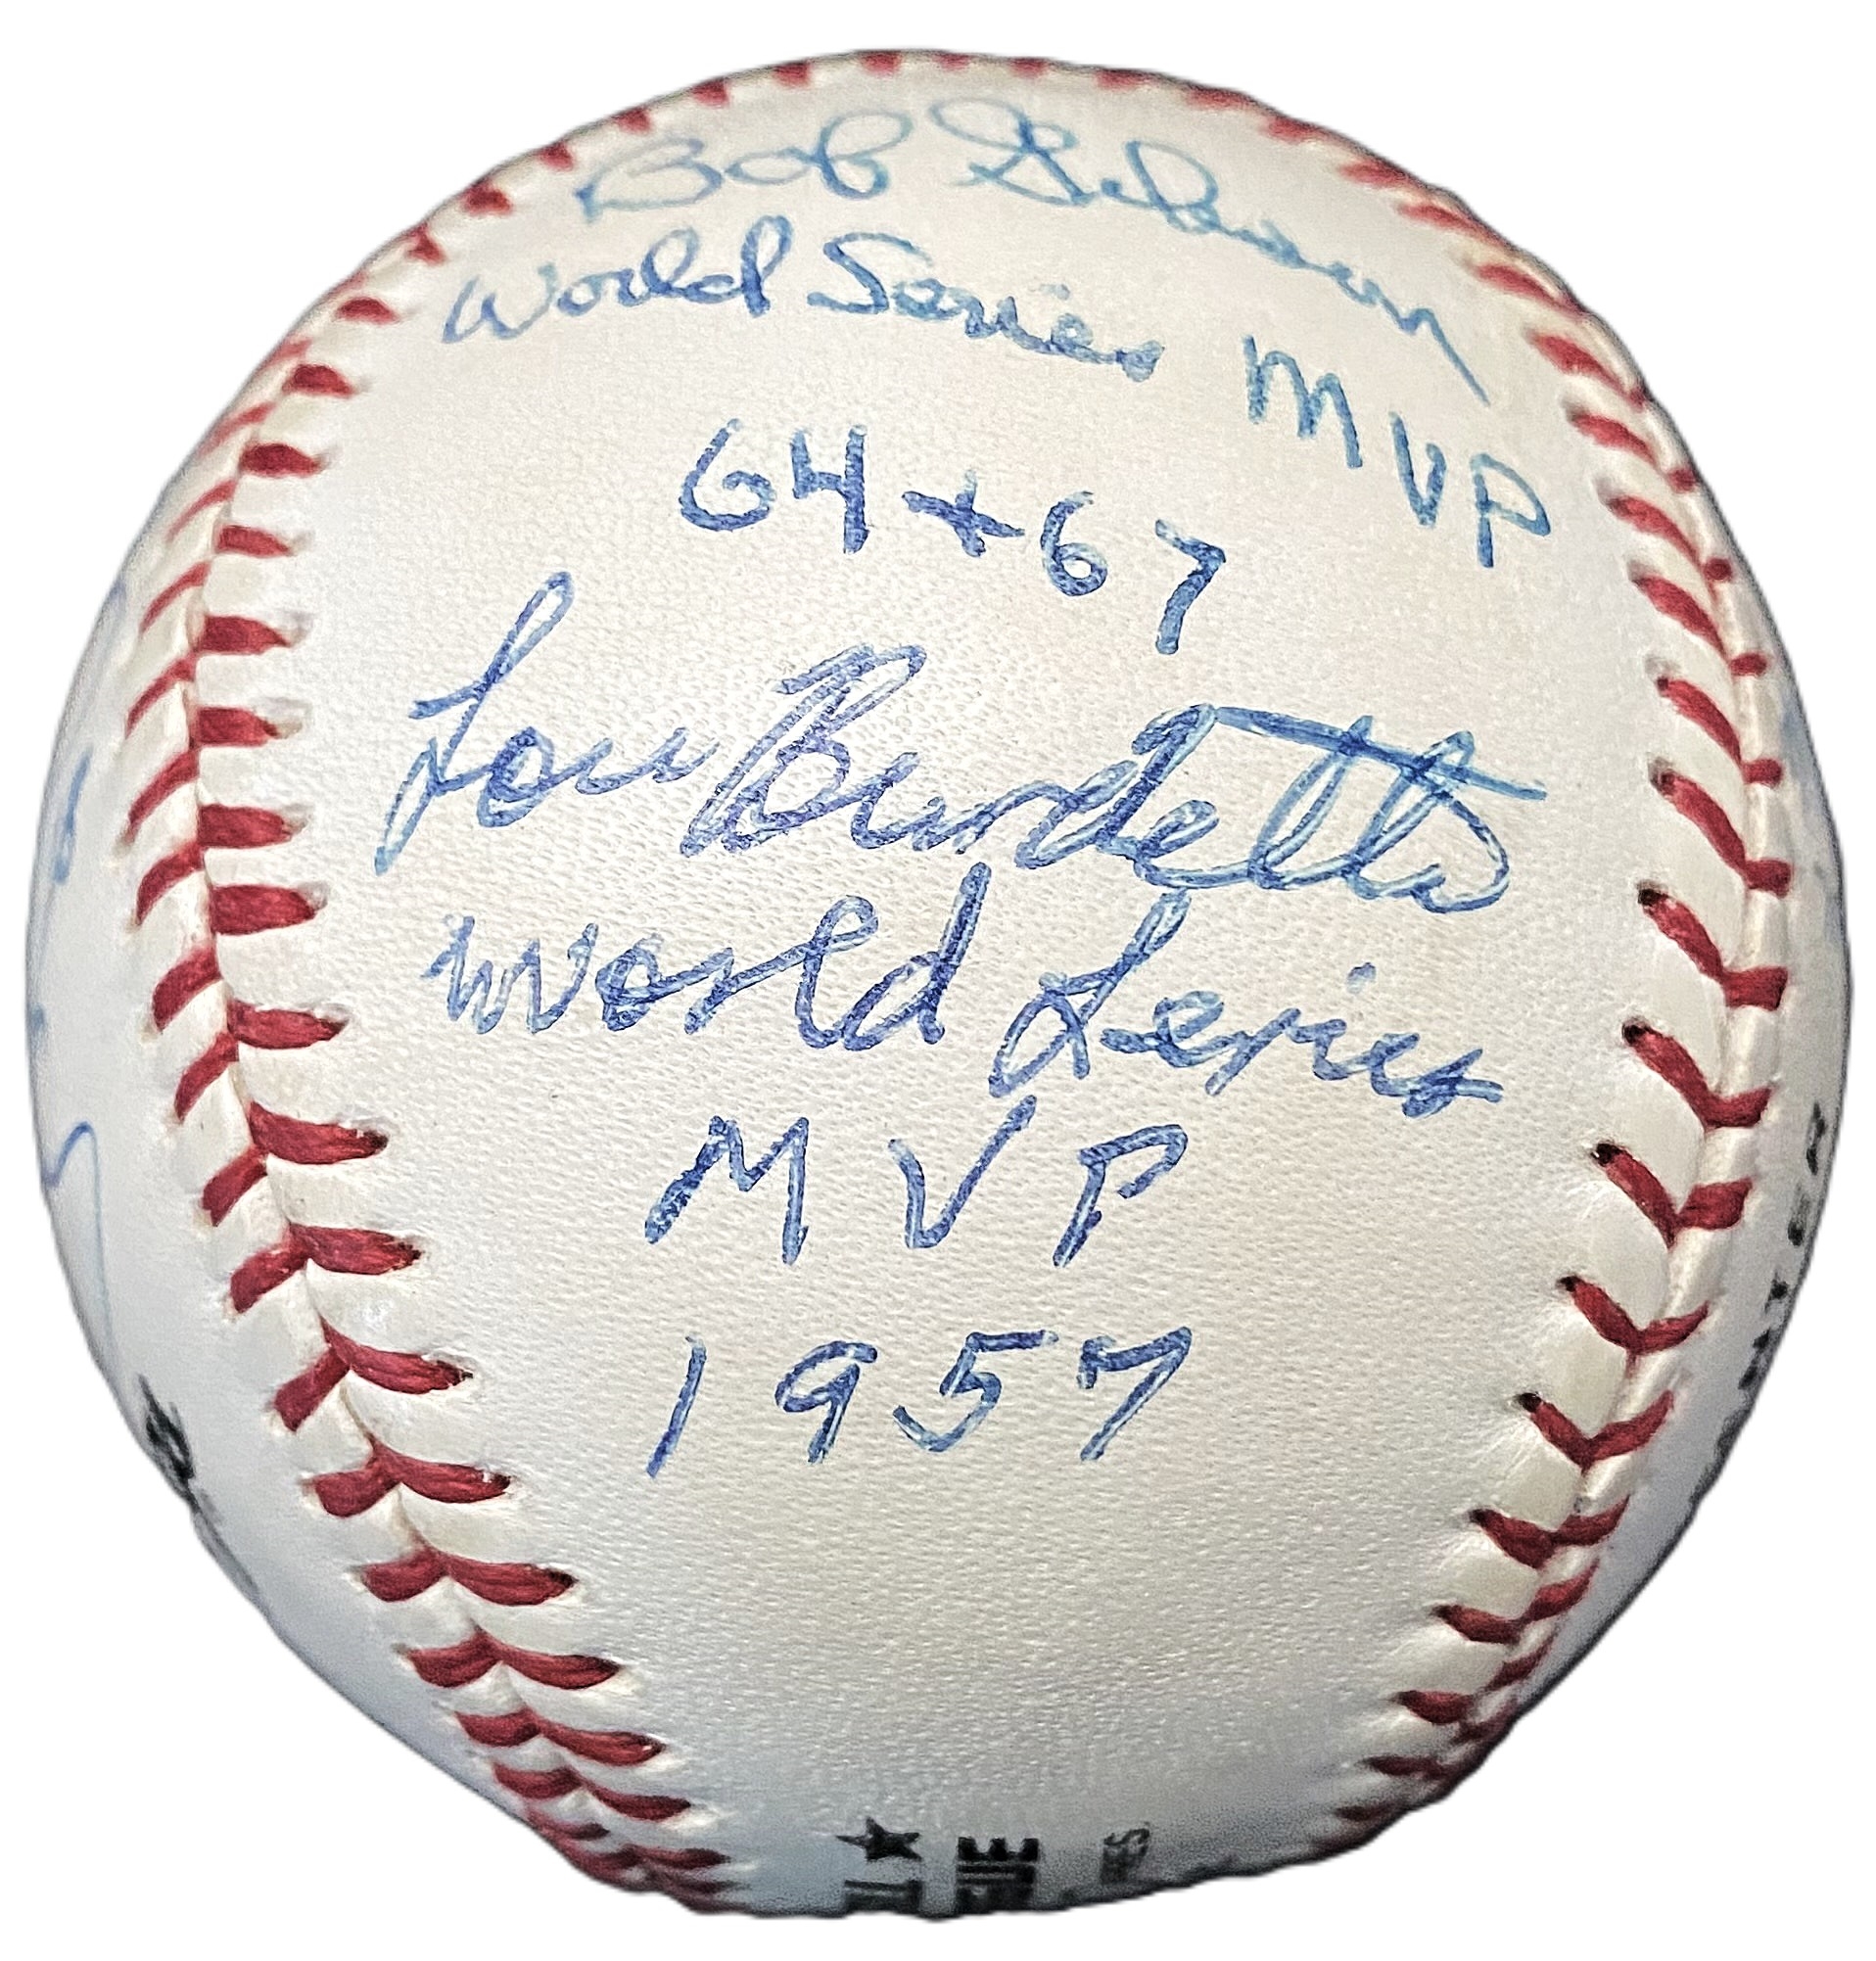 Bob Gibson
World Series MVP
64 + 67
Lou Burdette
World Series
MVP
1957